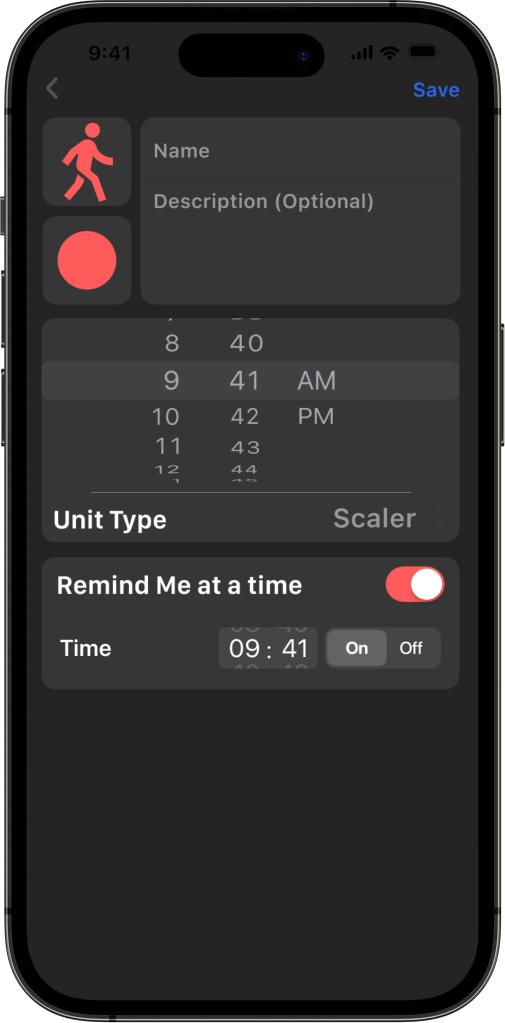 9:41
Save
Name
Description (Optional)
8 40
9 41 AM
10 42 PM
11 43
12 44
Unit Type Scaler
Remind Me at a time
Time 09 : 41 On Off